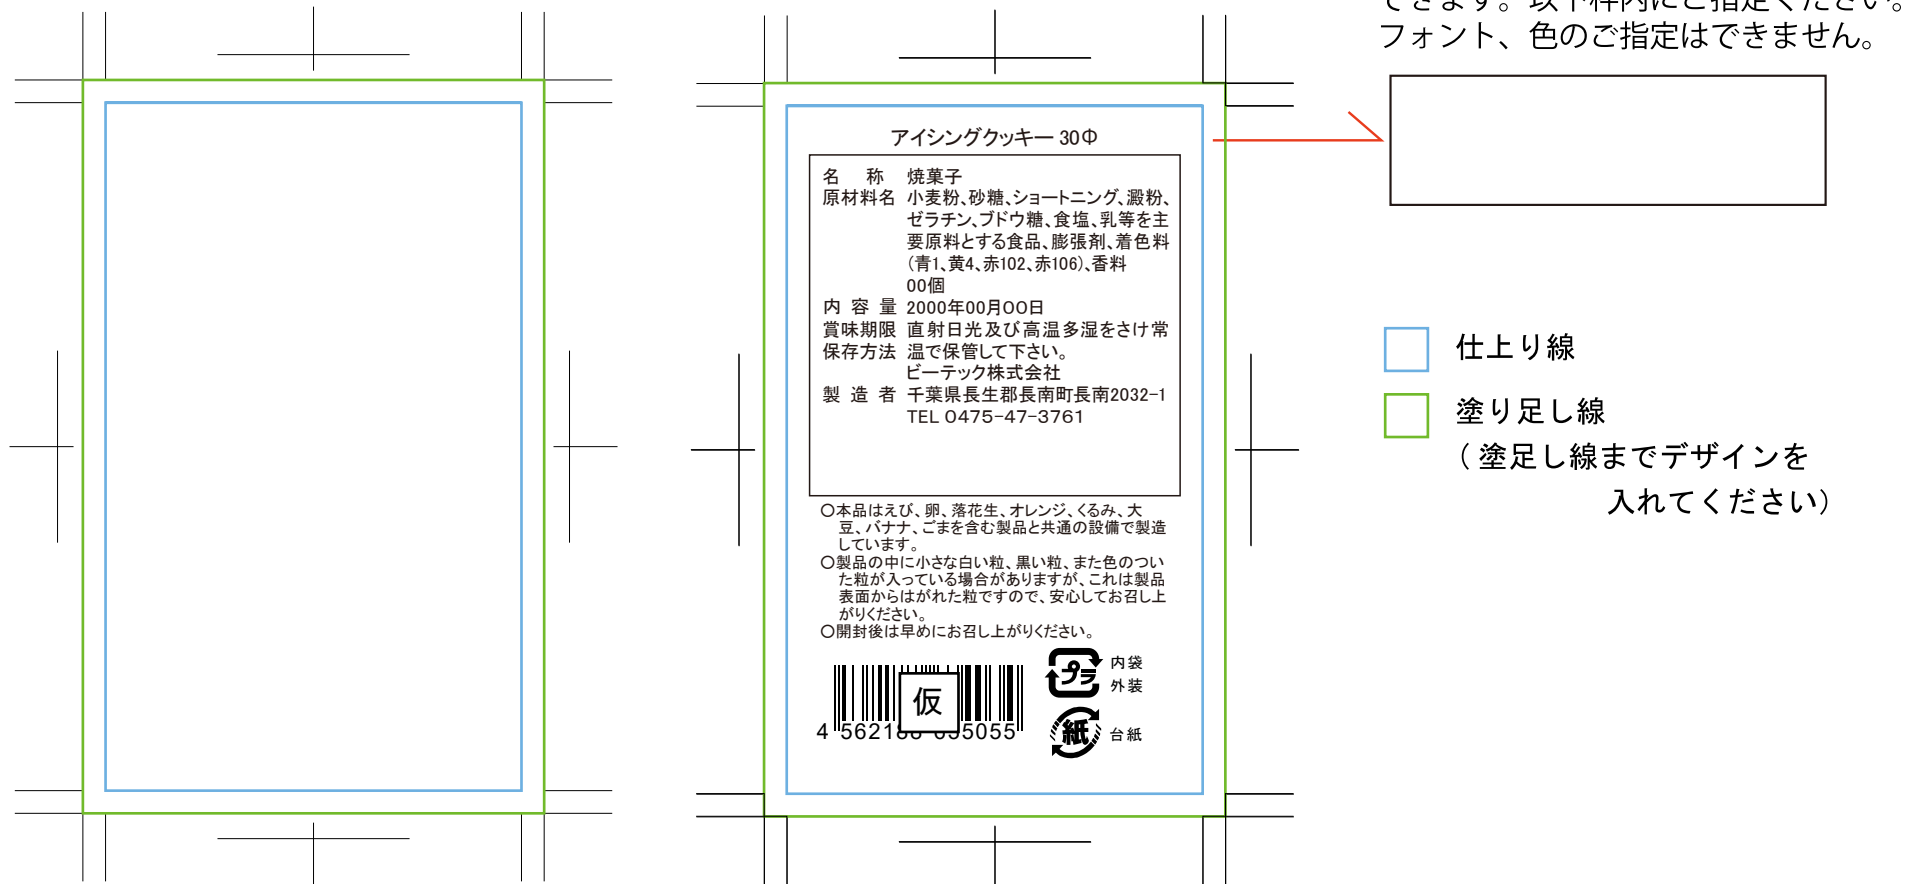 できます。以下枠内にご指定ください。
フォント、色のご指定はできません。
アイシングクッキー 30Φ
名 称 焼菓子
原材料名 小麦粉、砂糖、ショートニング、澱粉、
ゼラチン、ブドウ糖、食塩、乳等を主
要原料とする食品、膨張剤、着色料
(青1、黄4、赤102、赤106)、香料
00個
内 容 量 2000年00月00日
賞味期限 直射日光及び高温多湿をさけ常
保存方法 温で保管して下さい。
ビーテック株式会社
製 造 者 千葉県長生郡長南町長南2032-1
TEL 0475-47-3761
○本品はえび、卵、落花生、オレンジ、くるみ、大
豆、バナナ、ごまを含む製品と共通の設備で製造
しています。
○製品の中に小さな白い粒、黒い粒、また色のつい
た粒が入っている場合がありますが、これは製品
表面からはがれた粒ですので、安心してお召し上
がりください。
○開封後は早めにお召し上がりください。
仮
4
プラ 内袋
外装
紙 台紙
仕上り線
塗り足し線
(塗足し線までデザインを
入れてください)